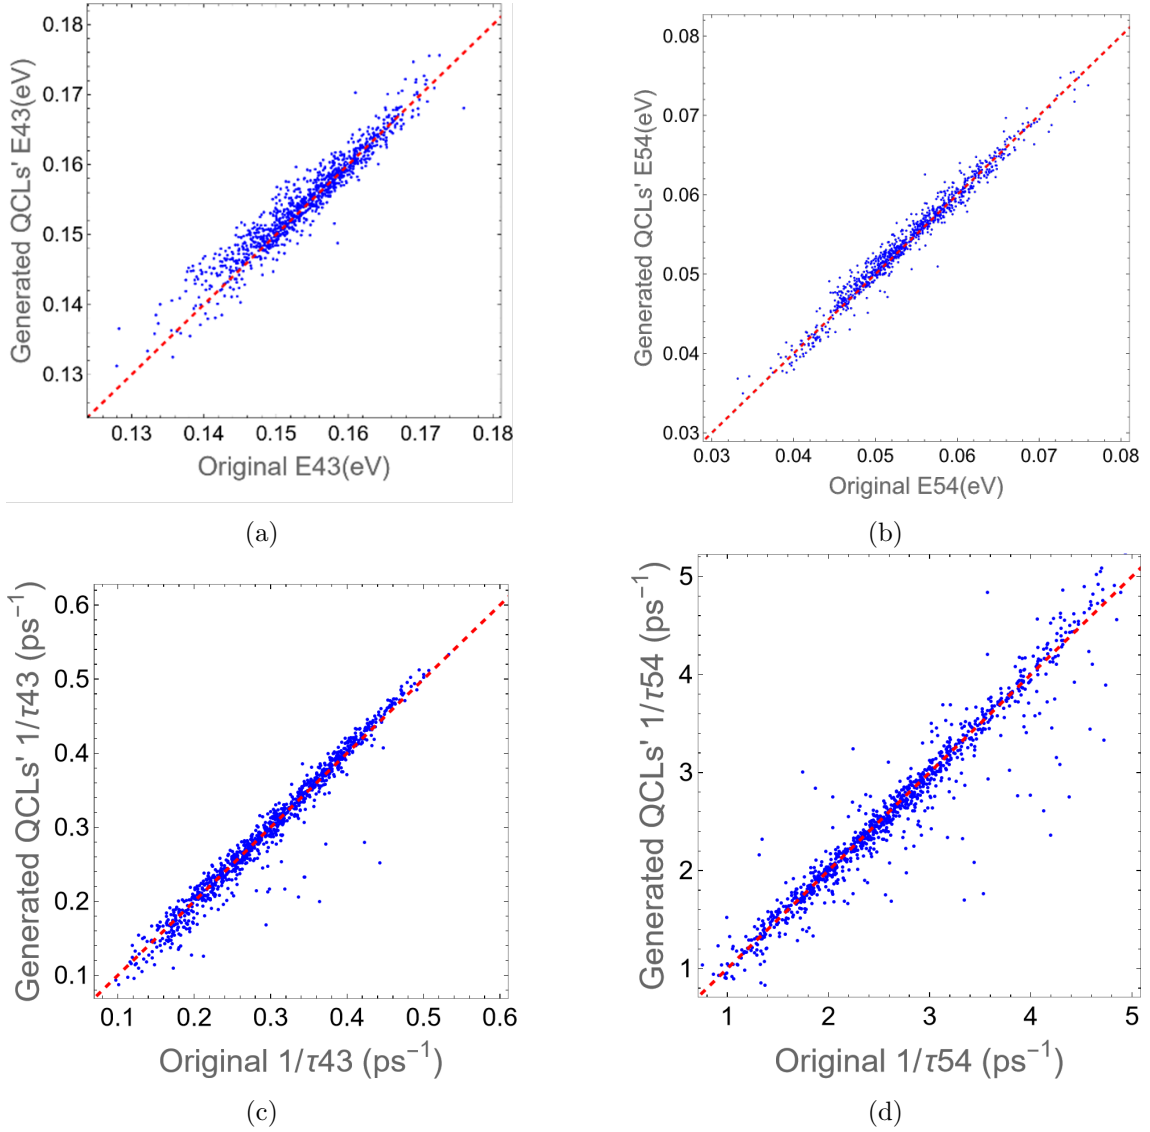 0.18
0.17
0.16
0.15
0.14
0.13
Generated QCLs' E43(eV)
0.13 0.14 0.15 0.16 0.17 0.18
Original E43(eV)
(a)
0.08
0.07
0.06
0.05
0.04
0.03
Generated QCLs' E54(eV)
0.03 0.04 0.05 0.06 0.07 0.08
Original E54(eV)
(b)
0.6
0.5
0.4
0.3
0.2
0.1
Generated QCLs' 1/τ43 (ps⁻¹)
0.1 0.2 0.3 0.4 0.5 0.6
Original 1/τ43 (ps⁻¹)
(c)
5
4
3
2
1
Generated QCLs' 1/τ54 (ps⁻¹)
1 2 3 4 5
Original 1/τ54 (ps⁻¹)
(d)